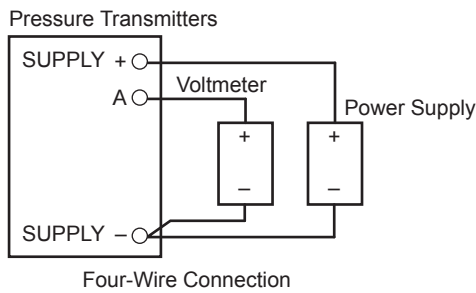 Pressure Transmitters
SUPPLY +
A
Voltmeter
Power Supply
+
+
–
–
SUPPLY –
Four-Wire Connection